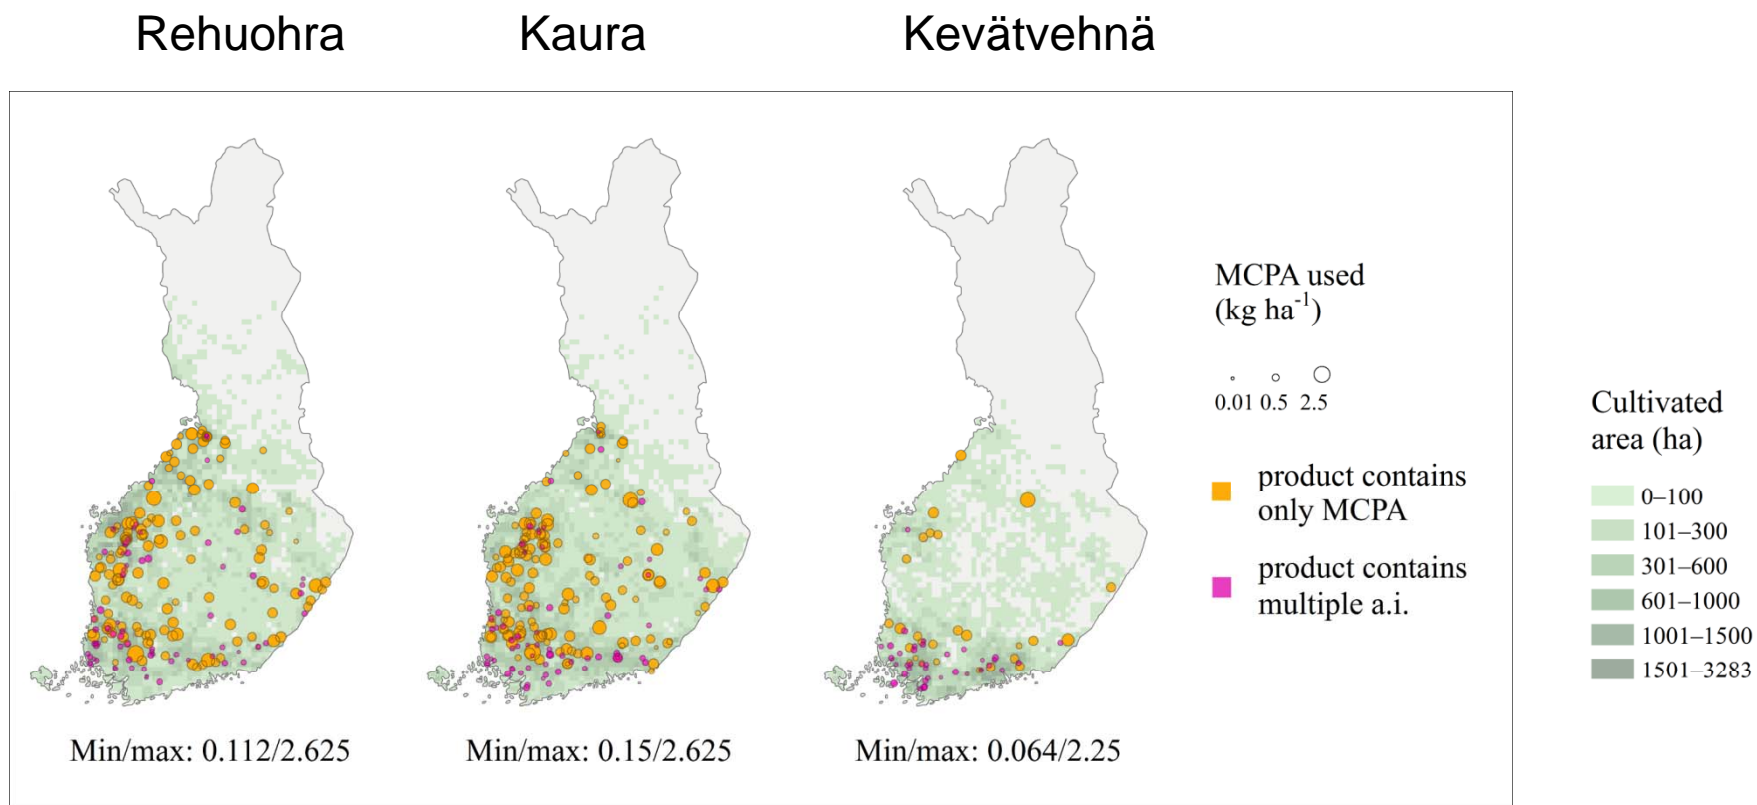 Rehuohra
Kaura
Kevätvehnä
MCPA used
(kg ha⁻¹)
0.01 0.5 2.5
product contains
only MCPA
product contains
multiple a.i.
Min/max: 0.112/2.625
Min/max: 0.15/2.625
Min/max: 0.064/2.25
Cultivated
area (ha)
0–100
101–300
301–600
601–1000
1001–1500
1501–3283